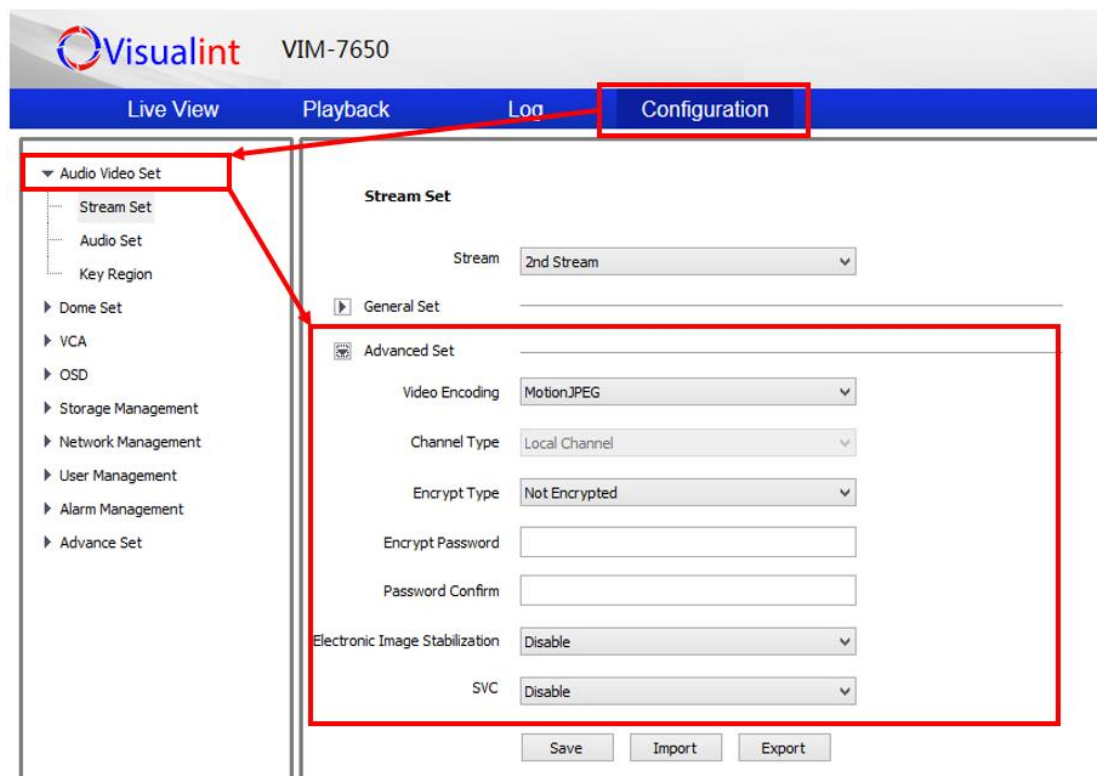 Visualint VIM-7650
Live View Playback Log Configuration
Audio Video Set
Stream Set
Audio Set
Key Region
Dome Set
VCA
OSD
Storage Management
Network Management
User Management
Alarm Management
Advance Set
Stream Set
Stream 2nd Stream
General Set
Advanced Set
Video Encoding MotionJPEG
Channel Type Local Channel
Encrypt Type Not Encrypted
Encrypt Password
Password Confirm
Electronic Image Stabilization Disable
SVC Disable
Save Import Export